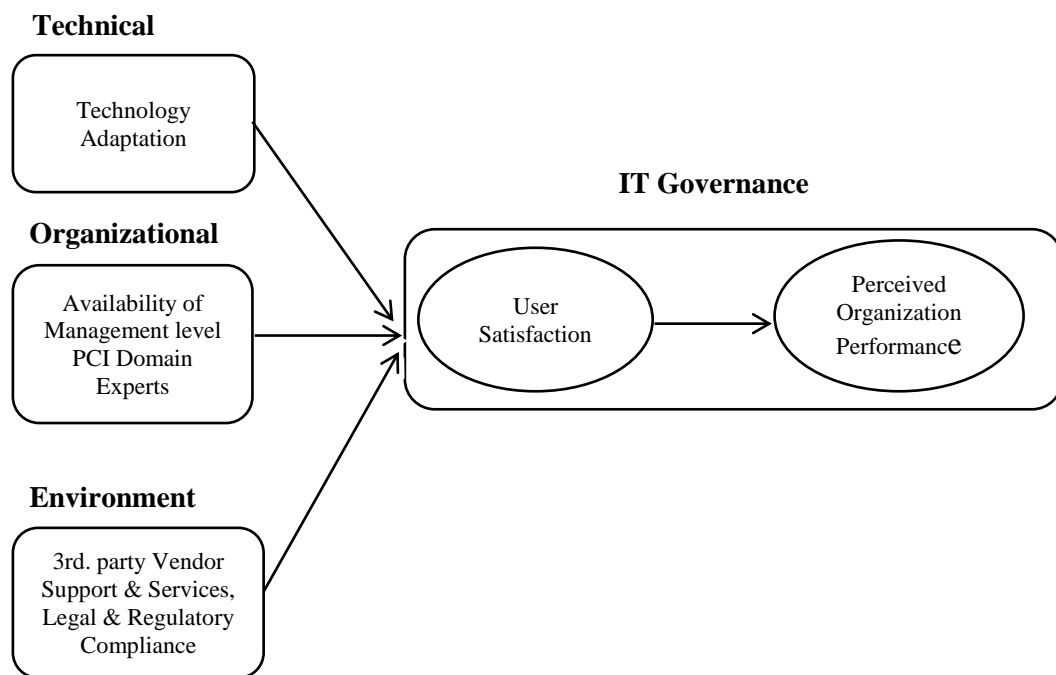 Technical
Technology
Adaptation
IT Governance
Organizational
Availability of
Management level
PCI Domain
Experts
User
Satisfaction
Perceived
Organization
Performance
Environment
3rd. party Vendor
Support & Services,
Legal & Regulatory
Compliance